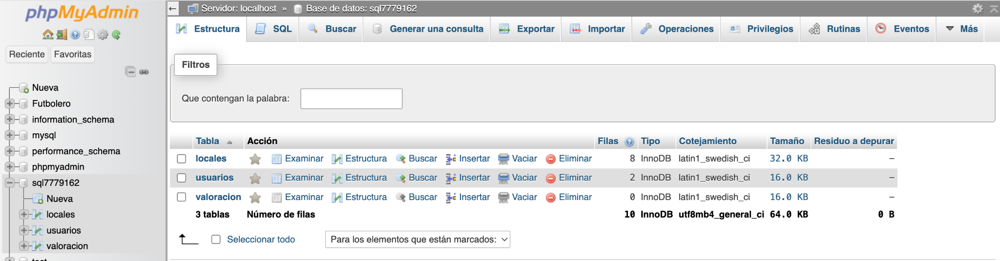 phpMyAdmin
Reciente Favoritas
Nueva
Futbolero
information_schema
mysql
performance_schema
phpmyadmin
sql7779162
Nueva
locales
usuarios
valoracion
Servidor: localhost » Base de datos: sql7779162
Estructura SQL Buscar Generar una consulta Exportar Importar Operaciones Privilegios Rutinas Eventos Más
Filtros
Que contengan la palabra:
Tabla Acción Filas Tipo Cotejamiento Tamaño Residuo a depurar
locales Examinar Estructura Buscar Insertar Vaciar Eliminar 8 InnoDB latin1_swedish_ci 32.0 KB –
usuarios Examinar Estructura Buscar Insertar Vaciar Eliminar 2 InnoDB latin1_swedish_ci 16.0 KB –
valoracion Examinar Estructura Buscar Insertar Vaciar Eliminar 0 InnoDB latin1_swedish_ci 16.0 KB –
3 tablas Número de filas 10 InnoDB utf8mb4_general_ci 64.0 KB 0 B
Seleccionar todo Para los elementos que están marcados: